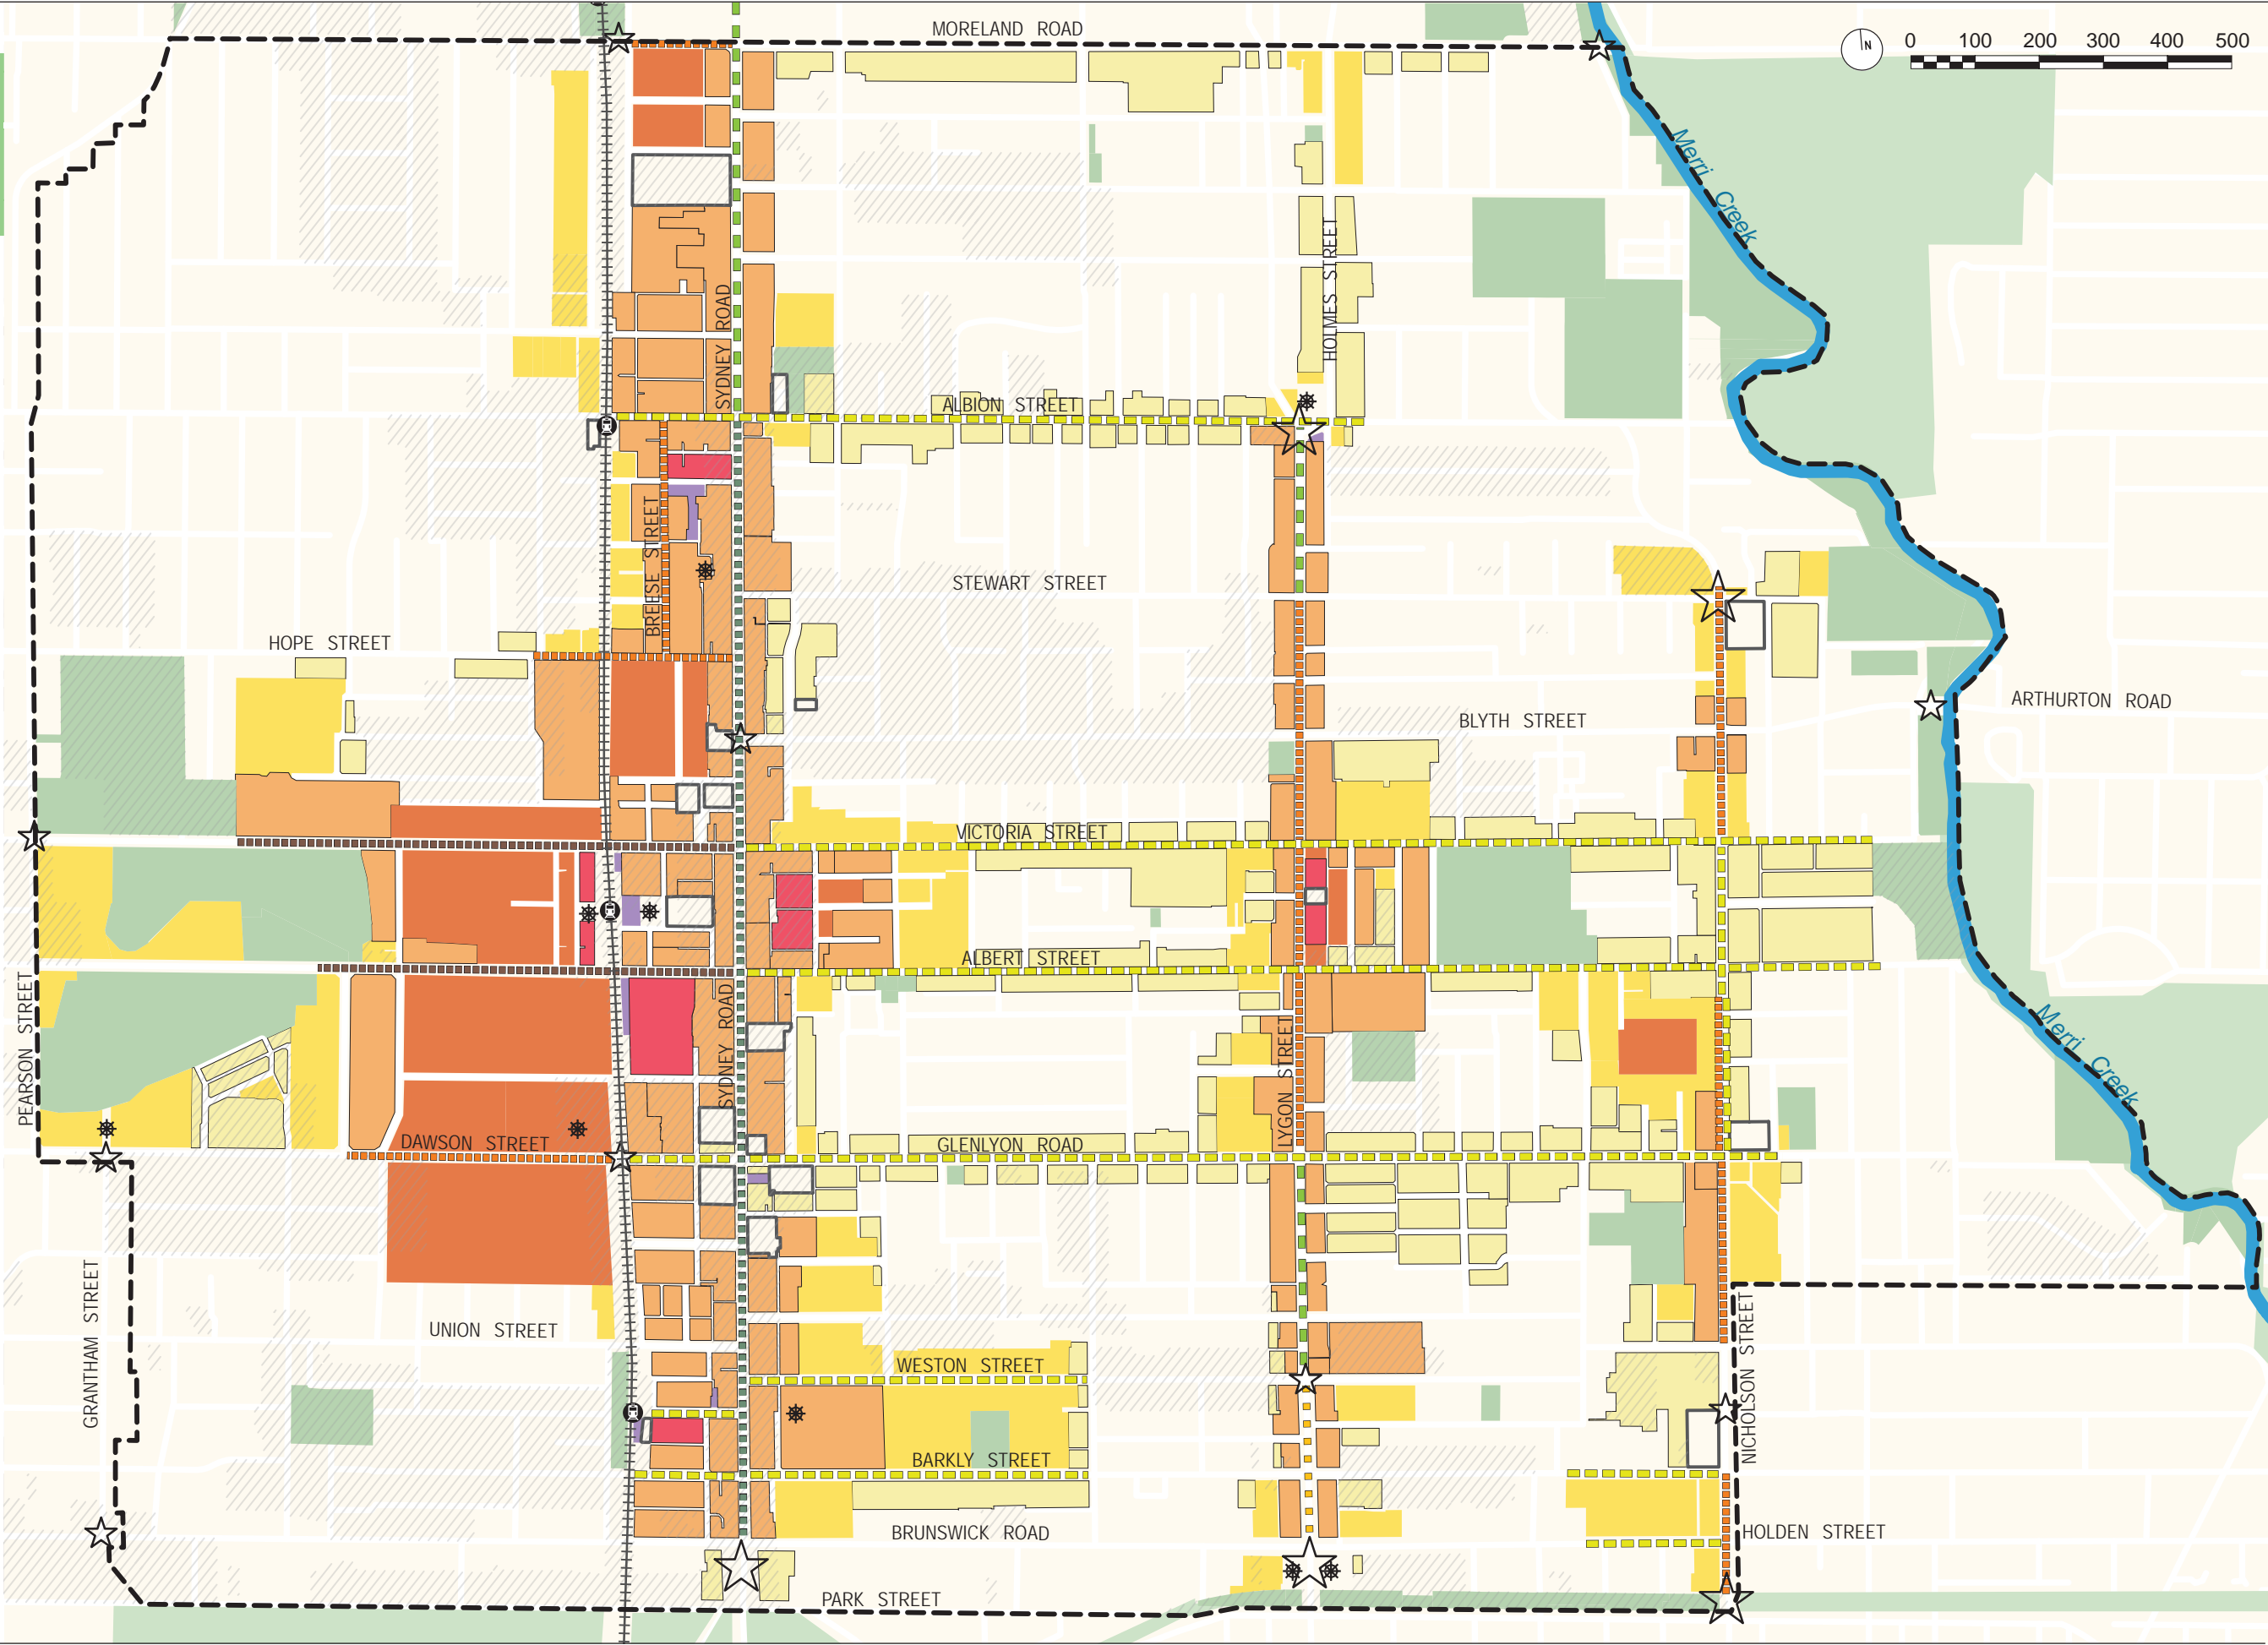 MORELAND ROAD
N
0 100 200 300 400 500
Merri Creek
SYDNEY ROAD
HOLMES STREET
ALBION STREET
BREESE STREET
STEWART STREET
HOPE STREET
ARTHURTON ROAD
BLYTH STREET
VICTORIA STREET
ALBERT STREET
PEARSON STREET
SYDNEY ROAD
LYGON STREET
Merri Creek
DAWSON STREET
GLENLYON ROAD
GRANTHAM STREET
UNION STREET
NICHOLSON STREET
WESTON STREET
BARKLY STREET
BRUNSWICK ROAD
HOLDEN STREET
PARK STREET